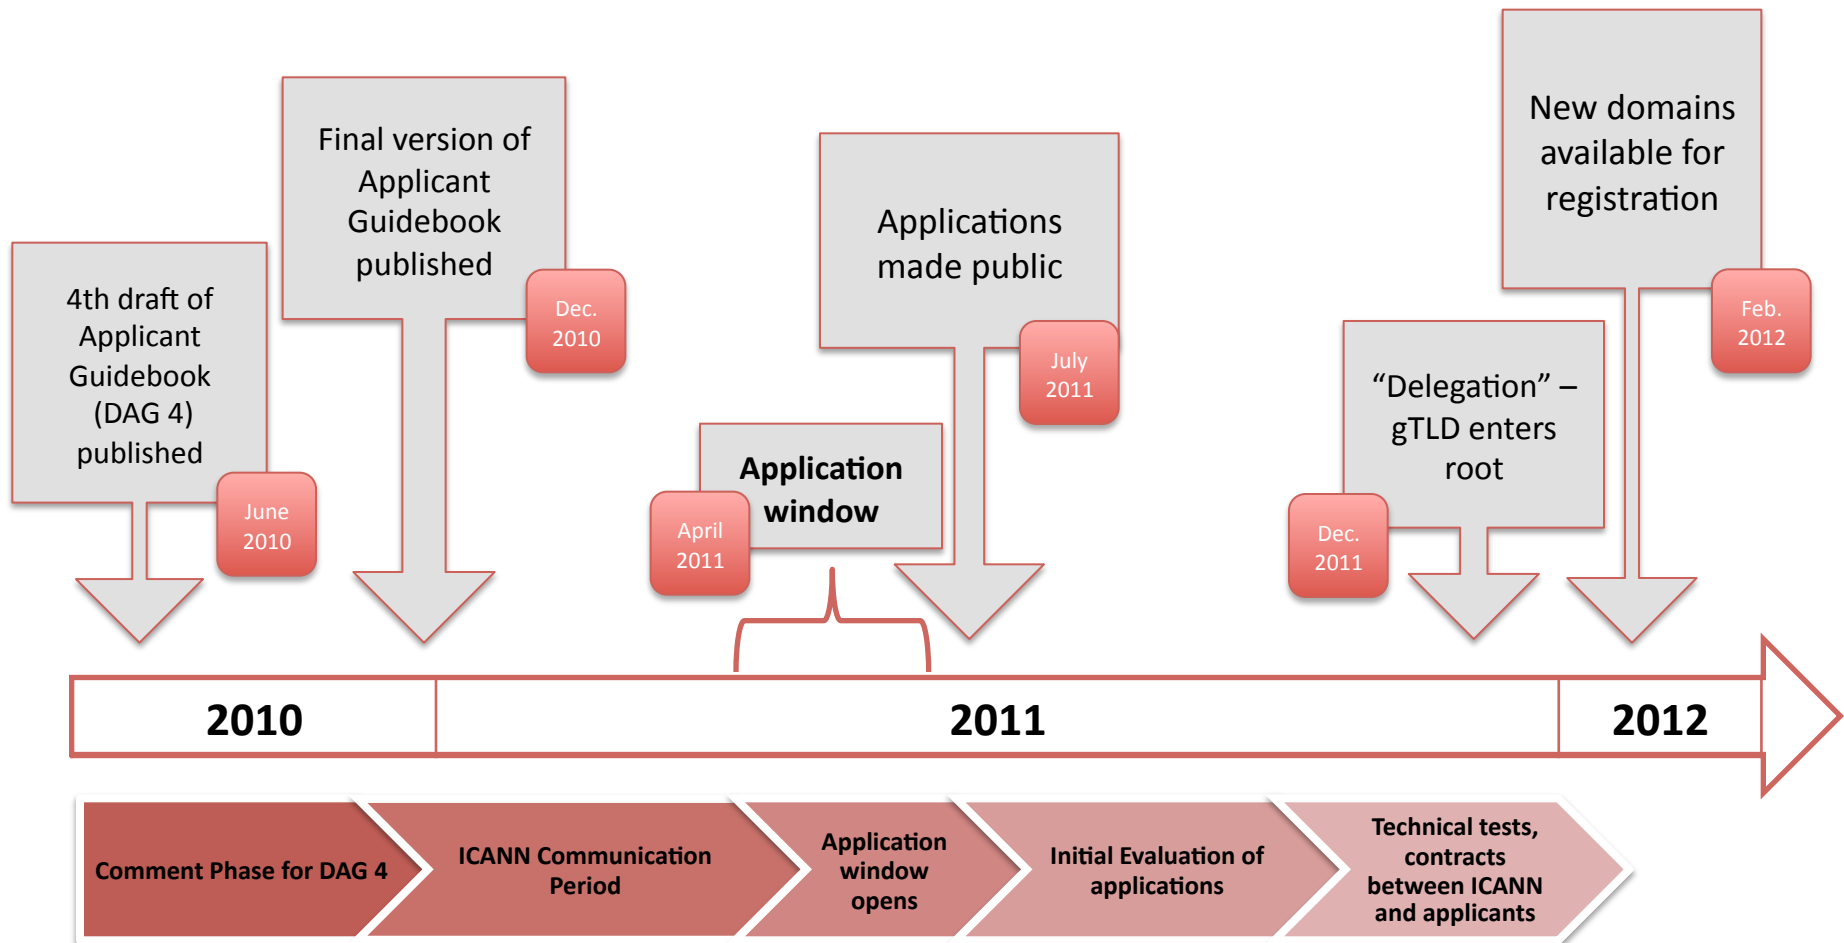 4th draft of
Applicant
Guidebook
(DAG 4)
published
June
2010
Final version of
Applicant
Guidebook
published
Dec.
2010
Application
window
April
2011
Applications
made public
July
2011
“Delegation” –
gTLD enters
root
Dec.
2011
New domains
available for
registration
Feb.
2012
2010
2011
2012
Comment Phase for DAG 4
ICANN Communication
Period
Application
window
opens
Initial Evaluation of
applications
Technical tests,
contracts
between ICANN
and applicants